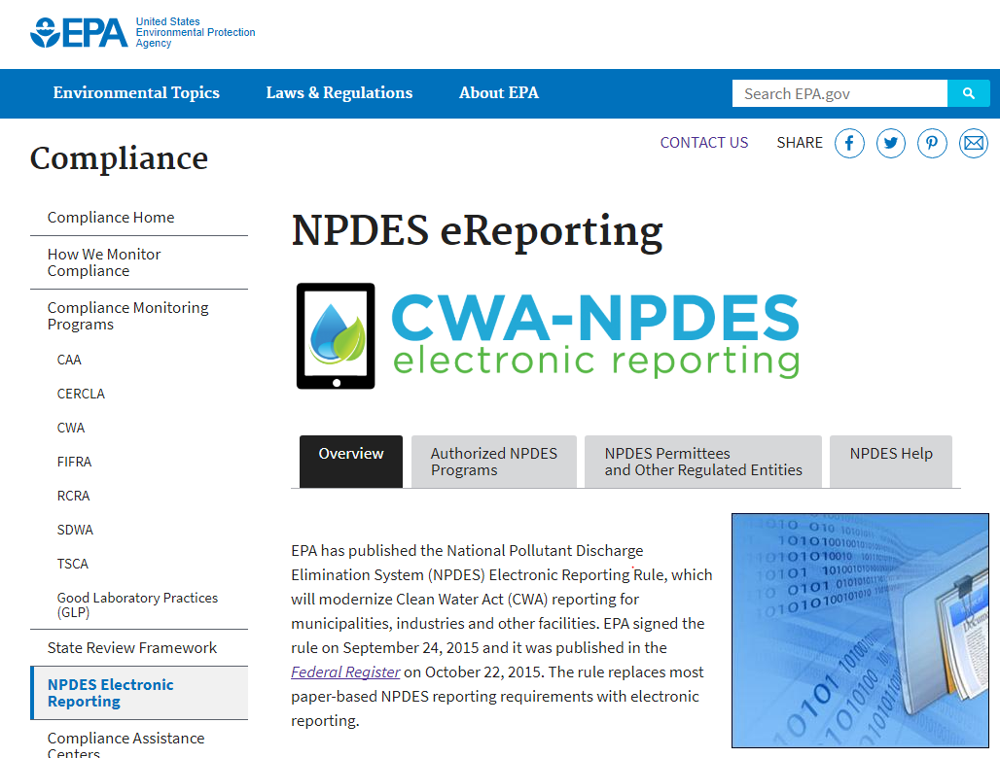 EPA
United States
Environmental Protection
Agency
Environmental Topics
Laws & Regulations
About EPA
Search EPA.gov
CONTACT US
SHARE
Compliance
Compliance Home
How We Monitor
Compliance
Compliance Monitoring
Programs
CAA
CERCLA
CWA
FIFRA
RCRA
SDWA
TSCA
Good Laboratory Practices
(GLP)
State Review Framework
NPDES Electronic
Reporting
Compliance Assistance
Centers
NPDES eReporting
CWA-NPDES
electronic reporting
Overview
Authorized NPDES
Programs
NPDES Permittees
and Other Regulated Entities
NPDES Help
EPA has published the National Pollutant Discharge
Elimination System (NPDES) Electronic Reporting Rule, which
will modernize Clean Water Act (CWA) reporting for
municipalities, industries and other facilities. EPA signed the
rule on September 24, 2015 and it was published in the
Federal Register on October 22, 2015. The rule replaces most
paper-based NPDES reporting requirements with electronic
reporting.